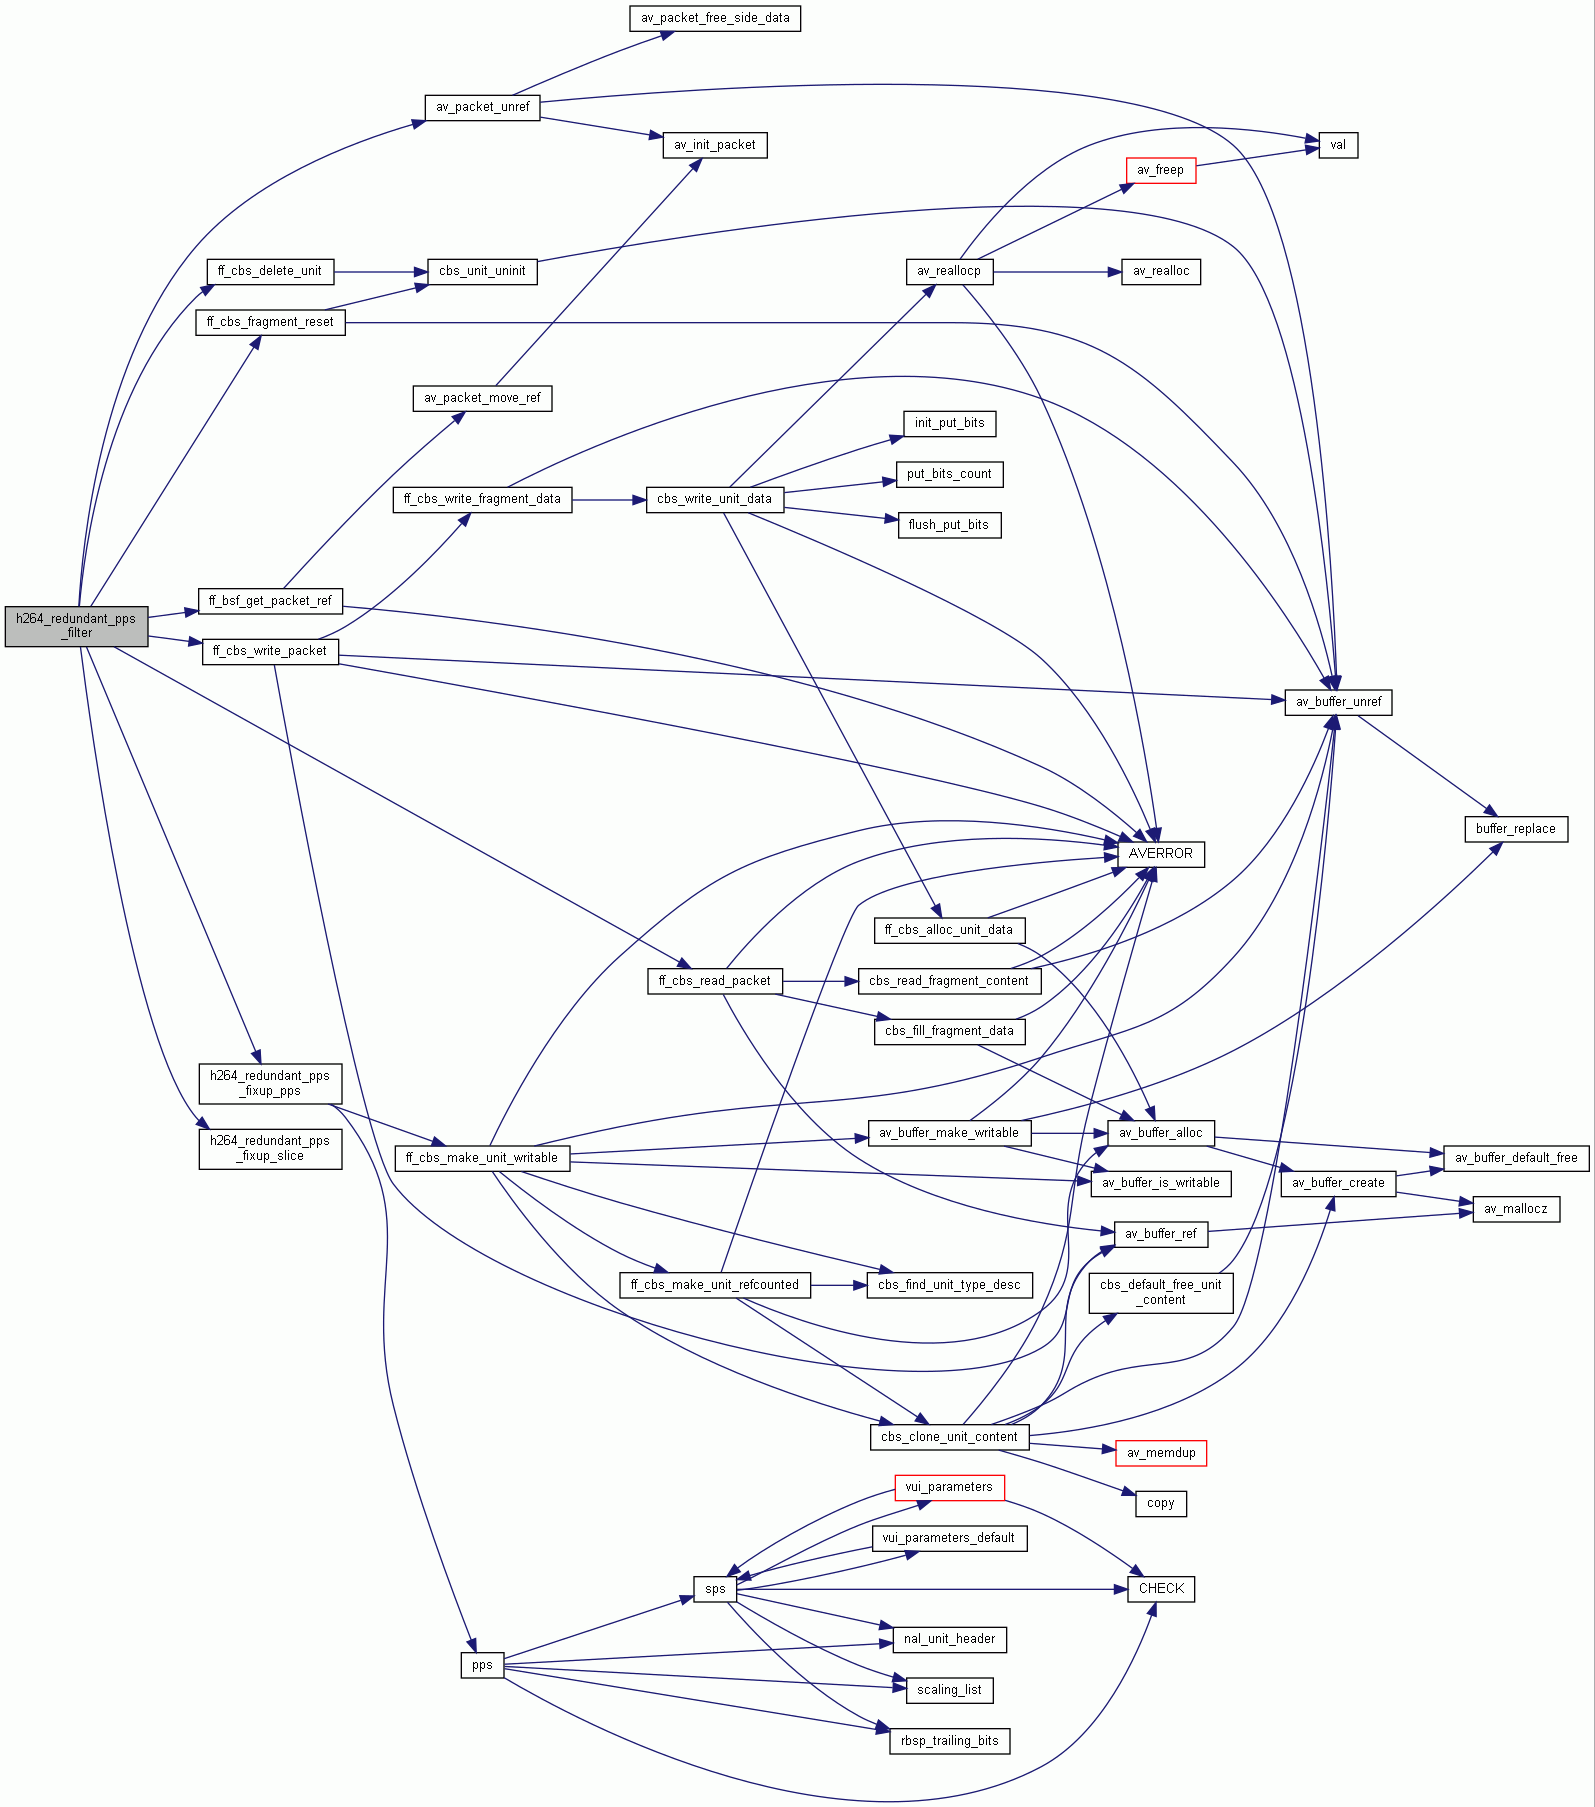 av_packet_free_side_data
av_packet_unref
av_init_packet
val
av_freep
ff_cbs_delete_unit
cbs_unit_uninit
av_reallocp
av_realloc
ff_cbs_fragment_reset
av_packet_move_ref
init_put_bits
put_bits_count
ff_cbs_write_fragment_data
cbs_write_unit_data
flush_put_bits
ff_bsf_get_packet_ref
h264_redundant_pps
_filter
ff_cbs_write_packet
av_buffer_unref
buffer_replace
AVERROR
ff_cbs_alloc_unit_data
ff_cbs_read_packet
cbs_read_fragment_content
cbs_fill_fragment_data
h264_redundant_pps
_fixup_pps
h264_redundant_pps
_fixup_slice
ff_cbs_make_unit_writable
av_buffer_make_writable
av_buffer_alloc
av_buffer_default_free
av_buffer_is_writable
av_buffer_create
av_mallocz
av_buffer_ref
ff_cbs_make_unit_refcounted
cbs_find_unit_type_desc
cbs_default_free_unit
_content
cbs_clone_unit_content
av_memdup
copy
vui_parameters
vui_parameters_default
sps
CHECK
nal_unit_header
pps
scaling_list
rbsp_trailing_bits